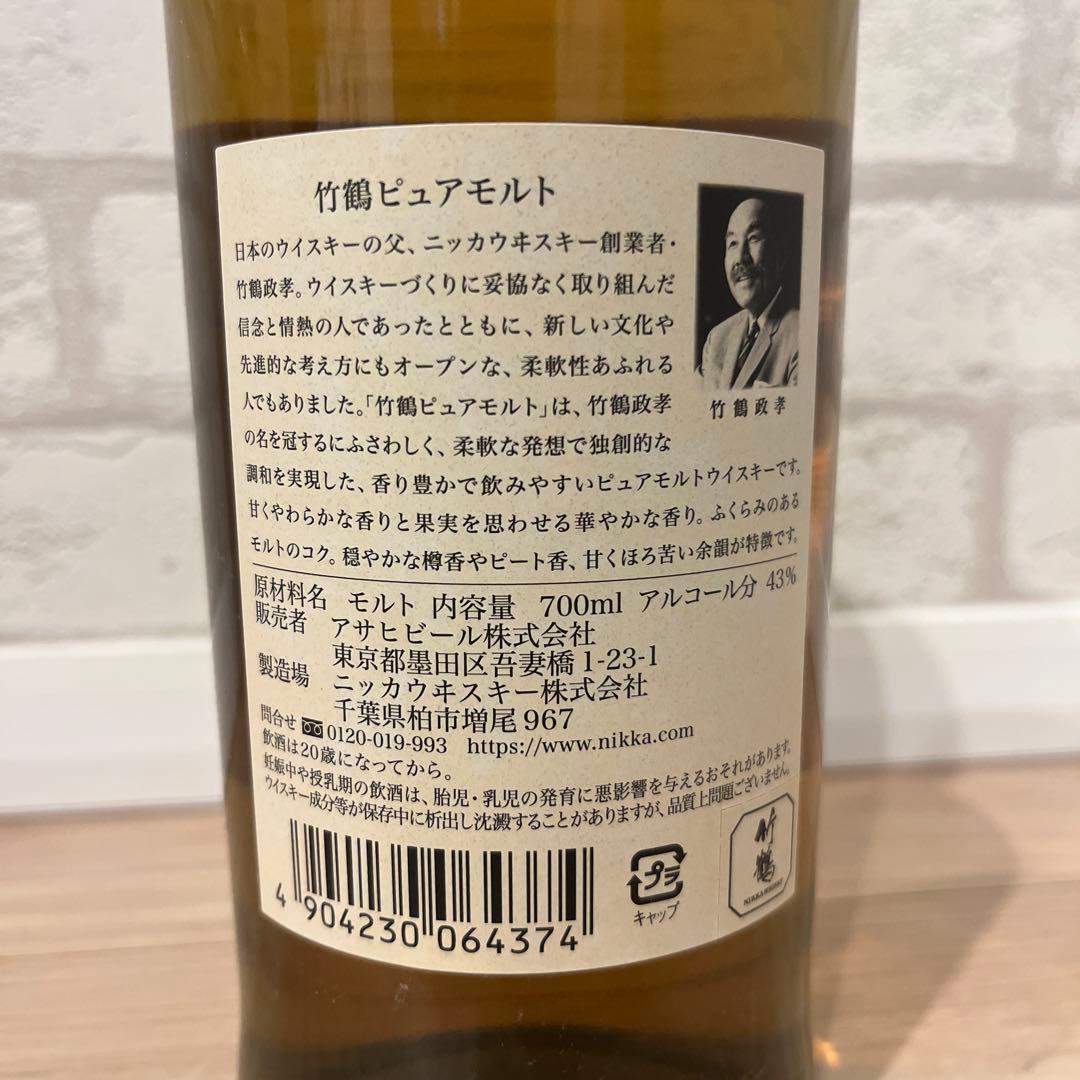 竹鶴ピュアモルト
日本のウイスキーの父、ニッカウヰスキー創業者・
竹鶴政孝。ウイスキーづくりに妥協なく取り組んだ
信念と情熱の人であったとともに、新しい文化や
先進的な考え方にもオープンな、柔軟性あふれる
人でもありました。「竹鶴ピュアモルト」は、竹鶴政孝
の名を冠するにふさわしく、柔軟な発想で独創的な
調和を実現した、香り豊かで飲みやすいピュアモルトウイスキーです。
甘くやわらかな香りと果実を思わせる華やかな香り。ふくらみのある
モルトのコク。穏やかな樽香やピート香、甘くほろ苦い余韻が特徴です。
竹鶴政孝
原材料名 モルト 内容量 700ml アルコール分 43%
販売者 アサヒビール株式会社
東京都墨田区吾妻橋1-23-1
製造場 ニッカウヰスキー株式会社
千葉県柏市増尾967
問合せ 0120-019-993 https://www.nikka.com
飲酒は20歳になってから。
妊娠中や授乳期の飲酒は、胎児・乳児の発育に悪影響を与えるおそれがあります。
ウイスキー成分等が保存中に析出し沈澱することがありますが、品質上問題ございません。
4 904230 064374
プラ
キャップ
竹鶴
NIKKA WHISKY